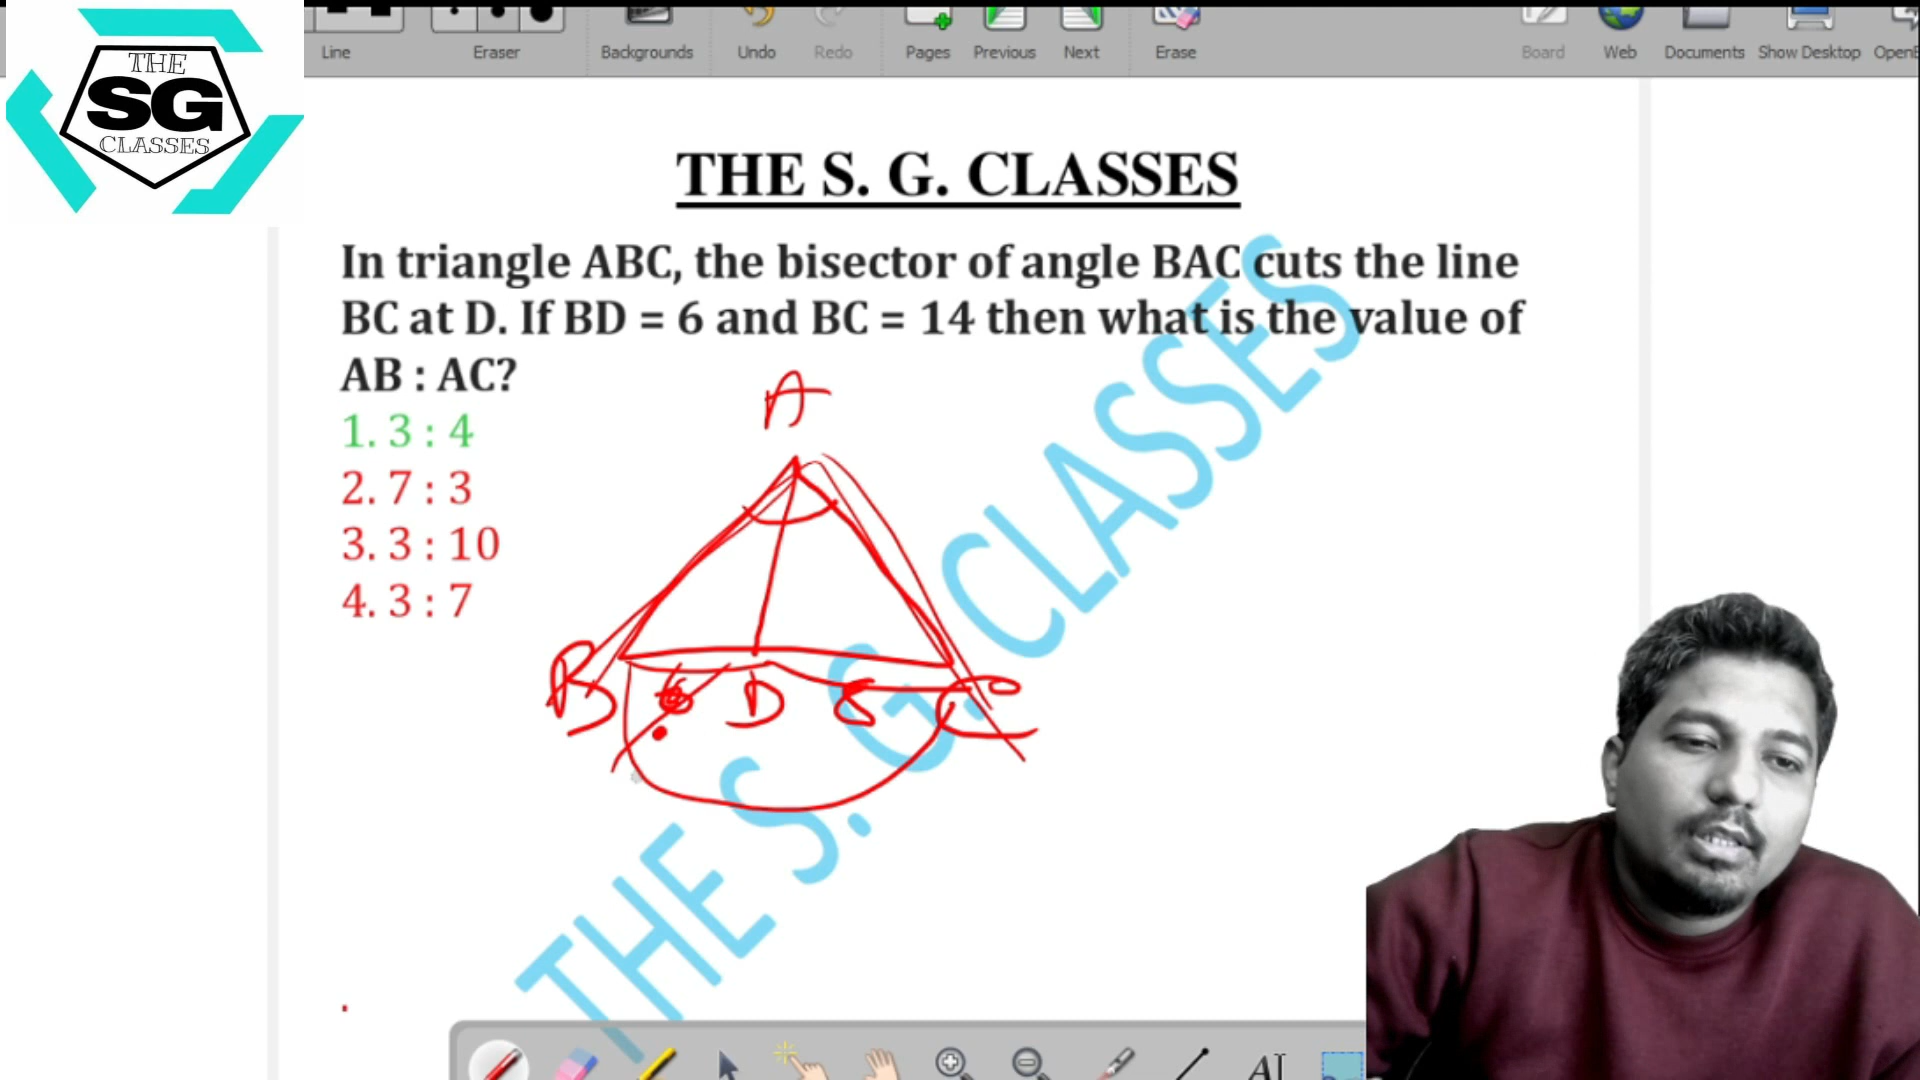 THE
SG
CLASSES
Line
Eraser
Backgrounds
Undo
Redo
Pages
Previous
Next
Erase
Board
Web
Documents
Show Desktop
THE S. G. CLASSES
In triangle ABC, the bisector of angle BAC cuts the line
BC at D. If BD = 6 and BC = 14 then what is the value of
AB : AC?
1. 3 : 4
2. 7 : 3
3. 3 : 10
4. 3 : 7
A
B
D
8
C
THE S. G. CLASSES
AI